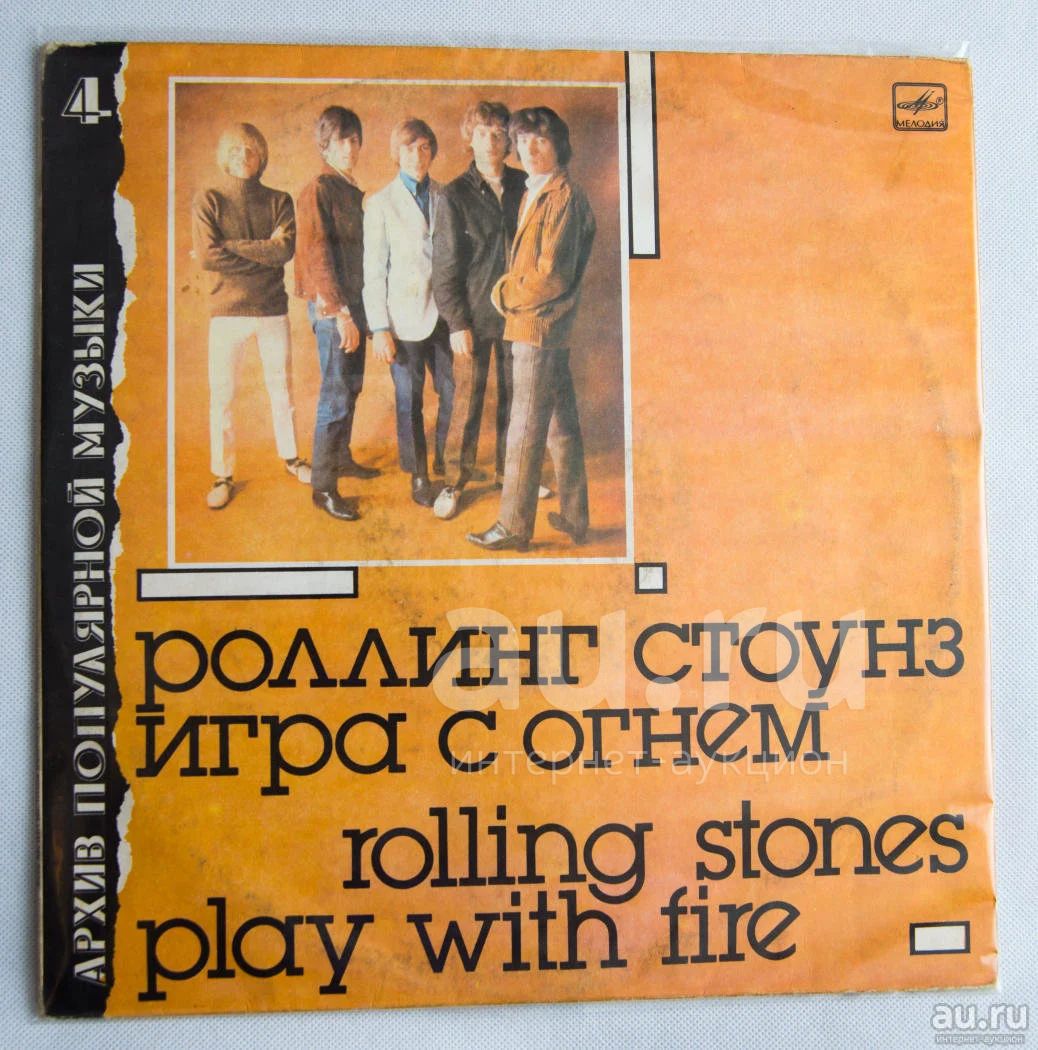 4
АРХИВ ПОПУЛЯРНОЙ МУЗЫКИ
МЕЛОДИЯ
роллинг стоунз
игра с огнем
rolling stones
play with fire
au.ru
интернет-аукцион
au.ru
интернет-аукцион